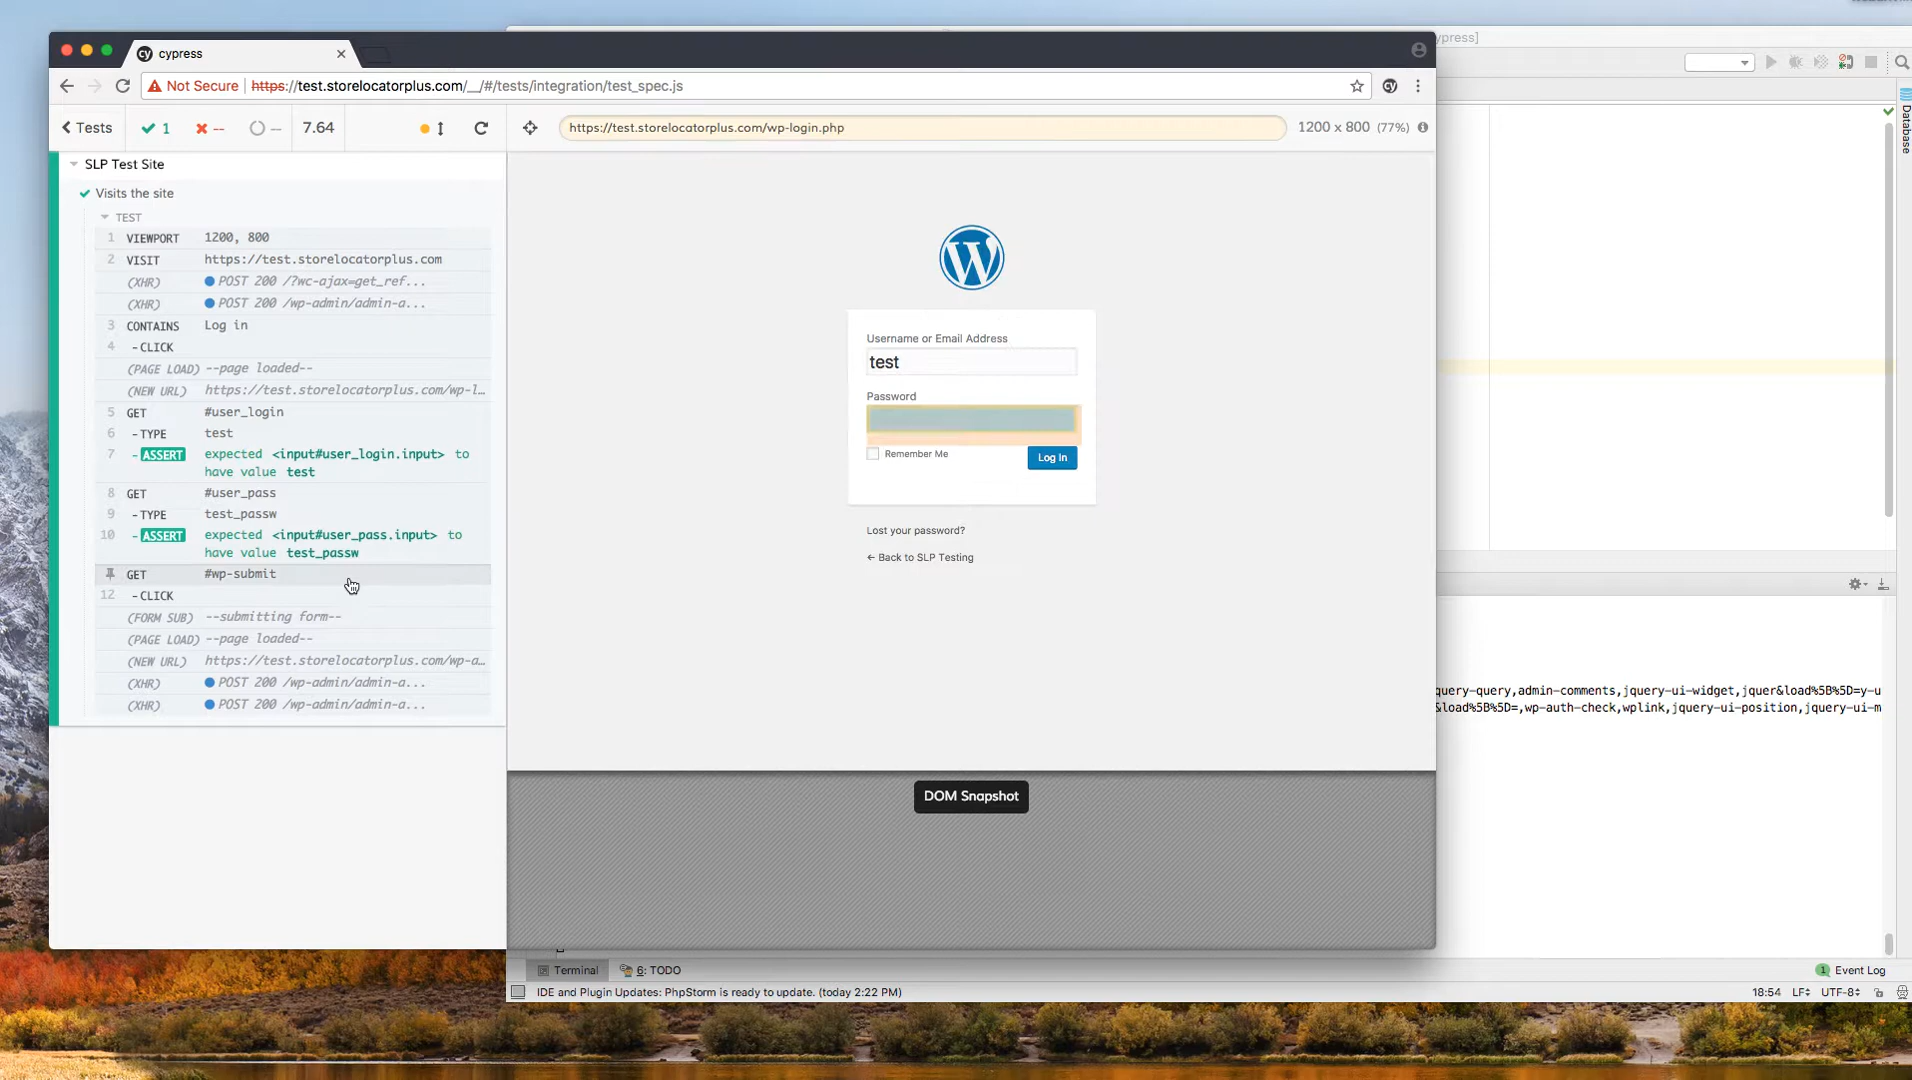 cypress
ypress]
Not Secure https://test.storelocatorplus.com/__/#/tests/integration/test_spec.js
Tests 1 -- -- 7.64
https://test.storelocatorplus.com/wp-login.php 1200 x 800 (77%)
Database
SLP Test Site
Visits the site
TEST
1 VIEWPORT 1200, 800
2 VISIT https://test.storelocatorplus.com
(XHR) POST 200 /?wc-ajax=get_ref...
(XHR) POST 200 /wp-admin/admin-a...
3 CONTAINS Log in
4 -CLICK
(PAGE LOAD) --page loaded--
(NEW URL) https://test.storelocatorplus.com/wp-l...
5 GET #user_login
6 -TYPE test
7 -ASSERT expected <input#user_login.input> to
have value test
8 GET #user_pass
9 -TYPE test_passw
10 -ASSERT expected <input#user_pass.input> to
have value test_passw
GET #wp-submit
12 -CLICK
(FORM SUB) --submitting form--
(PAGE LOAD) --page loaded--
(NEW URL) https://test.storelocatorplus.com/wp-a...
(XHR) POST 200 /wp-admin/admin-a...
(XHR) POST 200 /wp-admin/admin-a...
Username or Email Address
test
Password
Remember Me
Log In
Lost your password?
← Back to SLP Testing
DOM Snapshot
query-query,admin-comments,jquery-ui-widget,jquer&load%5B%5D=y-u
&load%5B%5D=,wp-auth-check,wplink,jquery-ui-position,jquery-ui-m
Terminal 6: TODO 1 Event Log
IDE and Plugin Updates: PhpStorm is ready to update. (today 2:22 PM) 18:54 LF UTF-8